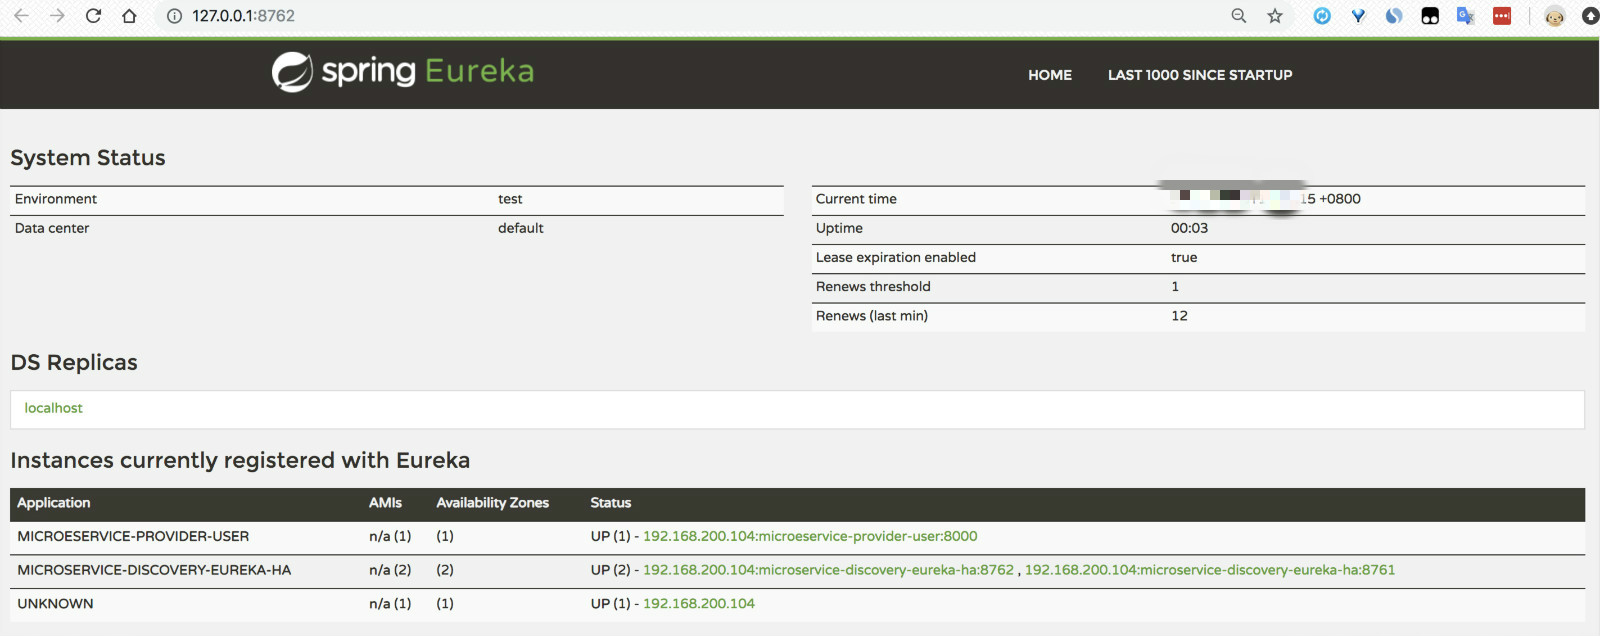 127.0.0.1:8762
spring Eureka
HOME LAST 1000 SINCE STARTUP
System Status
Environment test
Data center default
Current time 15 +0800
Uptime 00:03
Lease expiration enabled true
Renews threshold 1
Renews (last min) 12
DS Replicas
localhost
Instances currently registered with Eureka
Application AMIs Availability Zones Status
MICROESERVICE-PROVIDER-USER n/a (1) (1) UP (1) - 192.168.200.104:microeservice-provider-user:8000
MICROSERVICE-DISCOVERY-EUREKA-HA n/a (2) (2) UP (2) - 192.168.200.104:microservice-discovery-eureka-ha:8762 , 192.168.200.104:microservice-discovery-eureka-ha:8761
UNKNOWN n/a (1) (1) UP (1) - 192.168.200.104